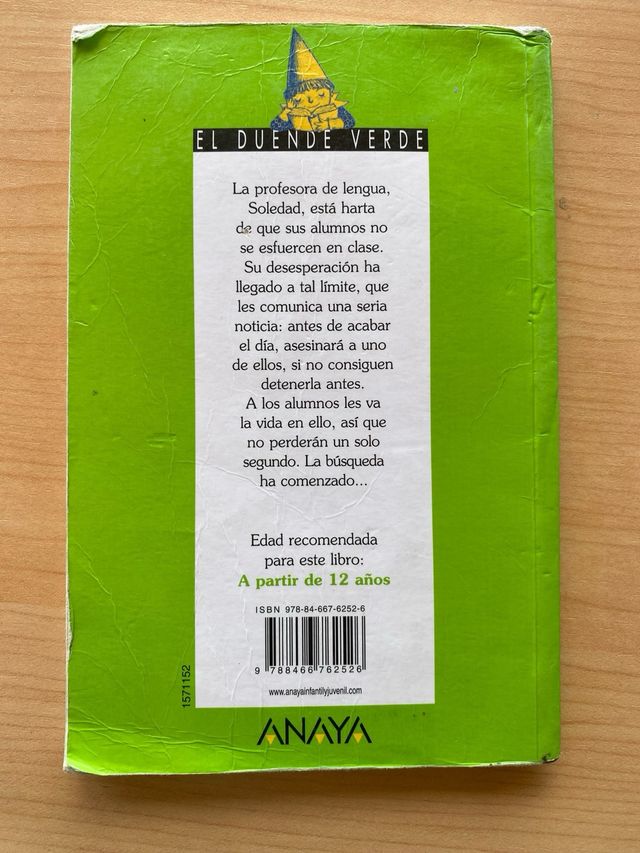 EL DUENDE VERDE
La profesora de lengua,
Soledad, está harta
de que sus alumnos no
se esfuercen en clase.
Su desesperación ha
llegado a tal límite, que
les comunica una seria
noticia: antes de acabar
el día, asesinará a uno
de ellos, si no consiguen
detenerla antes.
A los alumnos les va
la vida en ello, así que
no perderán un solo
segundo. La búsqueda
ha comenzado...
Edad recomendada
para este libro:
A partir de 12 años
ISBN 978-84-667-6252-6
9 788466 762526
www.anayainfantilyjuvenil.com
1571152
ANAYA